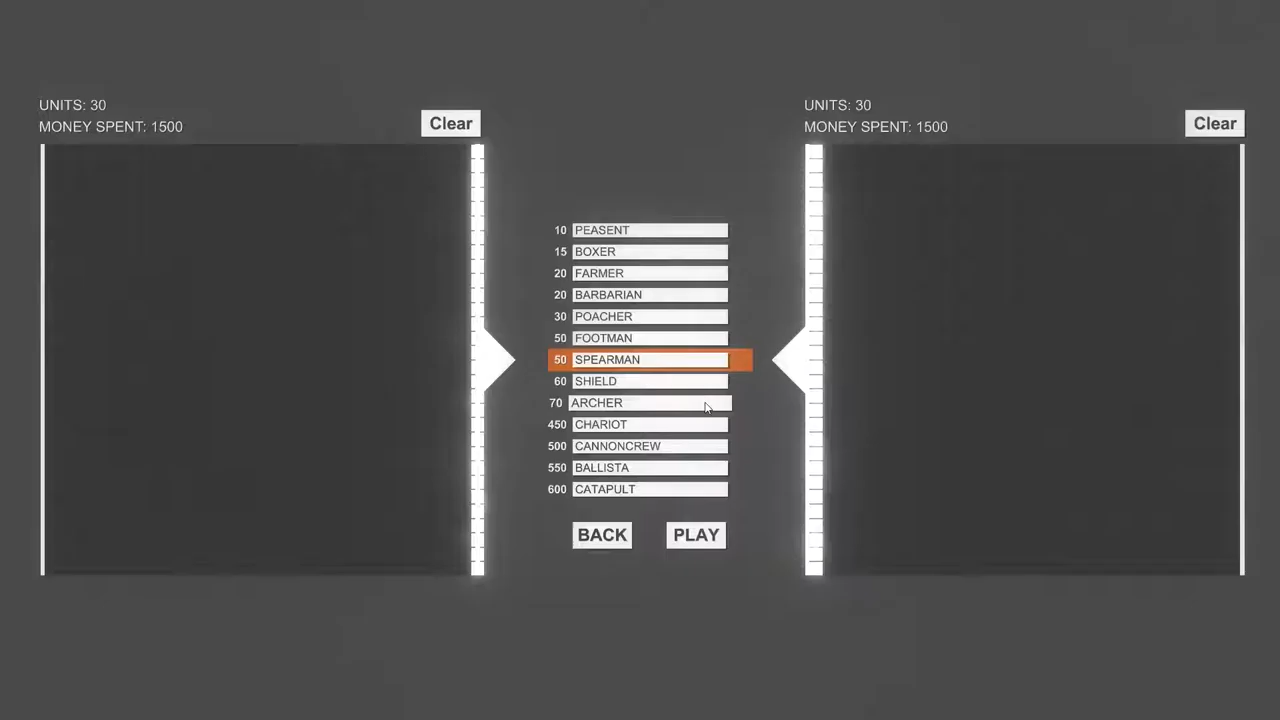 UNITS: 30
MONEY SPENT: 1500
Clear
UNITS: 30
MONEY SPENT: 1500
Clear
10 PEASENT
15 BOXER
20 FARMER
20 BARBARIAN
30 POACHER
50 FOOTMAN
50 SPEARMAN
60 SHIELD
70 ARCHER
450 CHARIOT
500 CANNONCREW
550 BALLISTA
600 CATAPULT
BACK PLAY